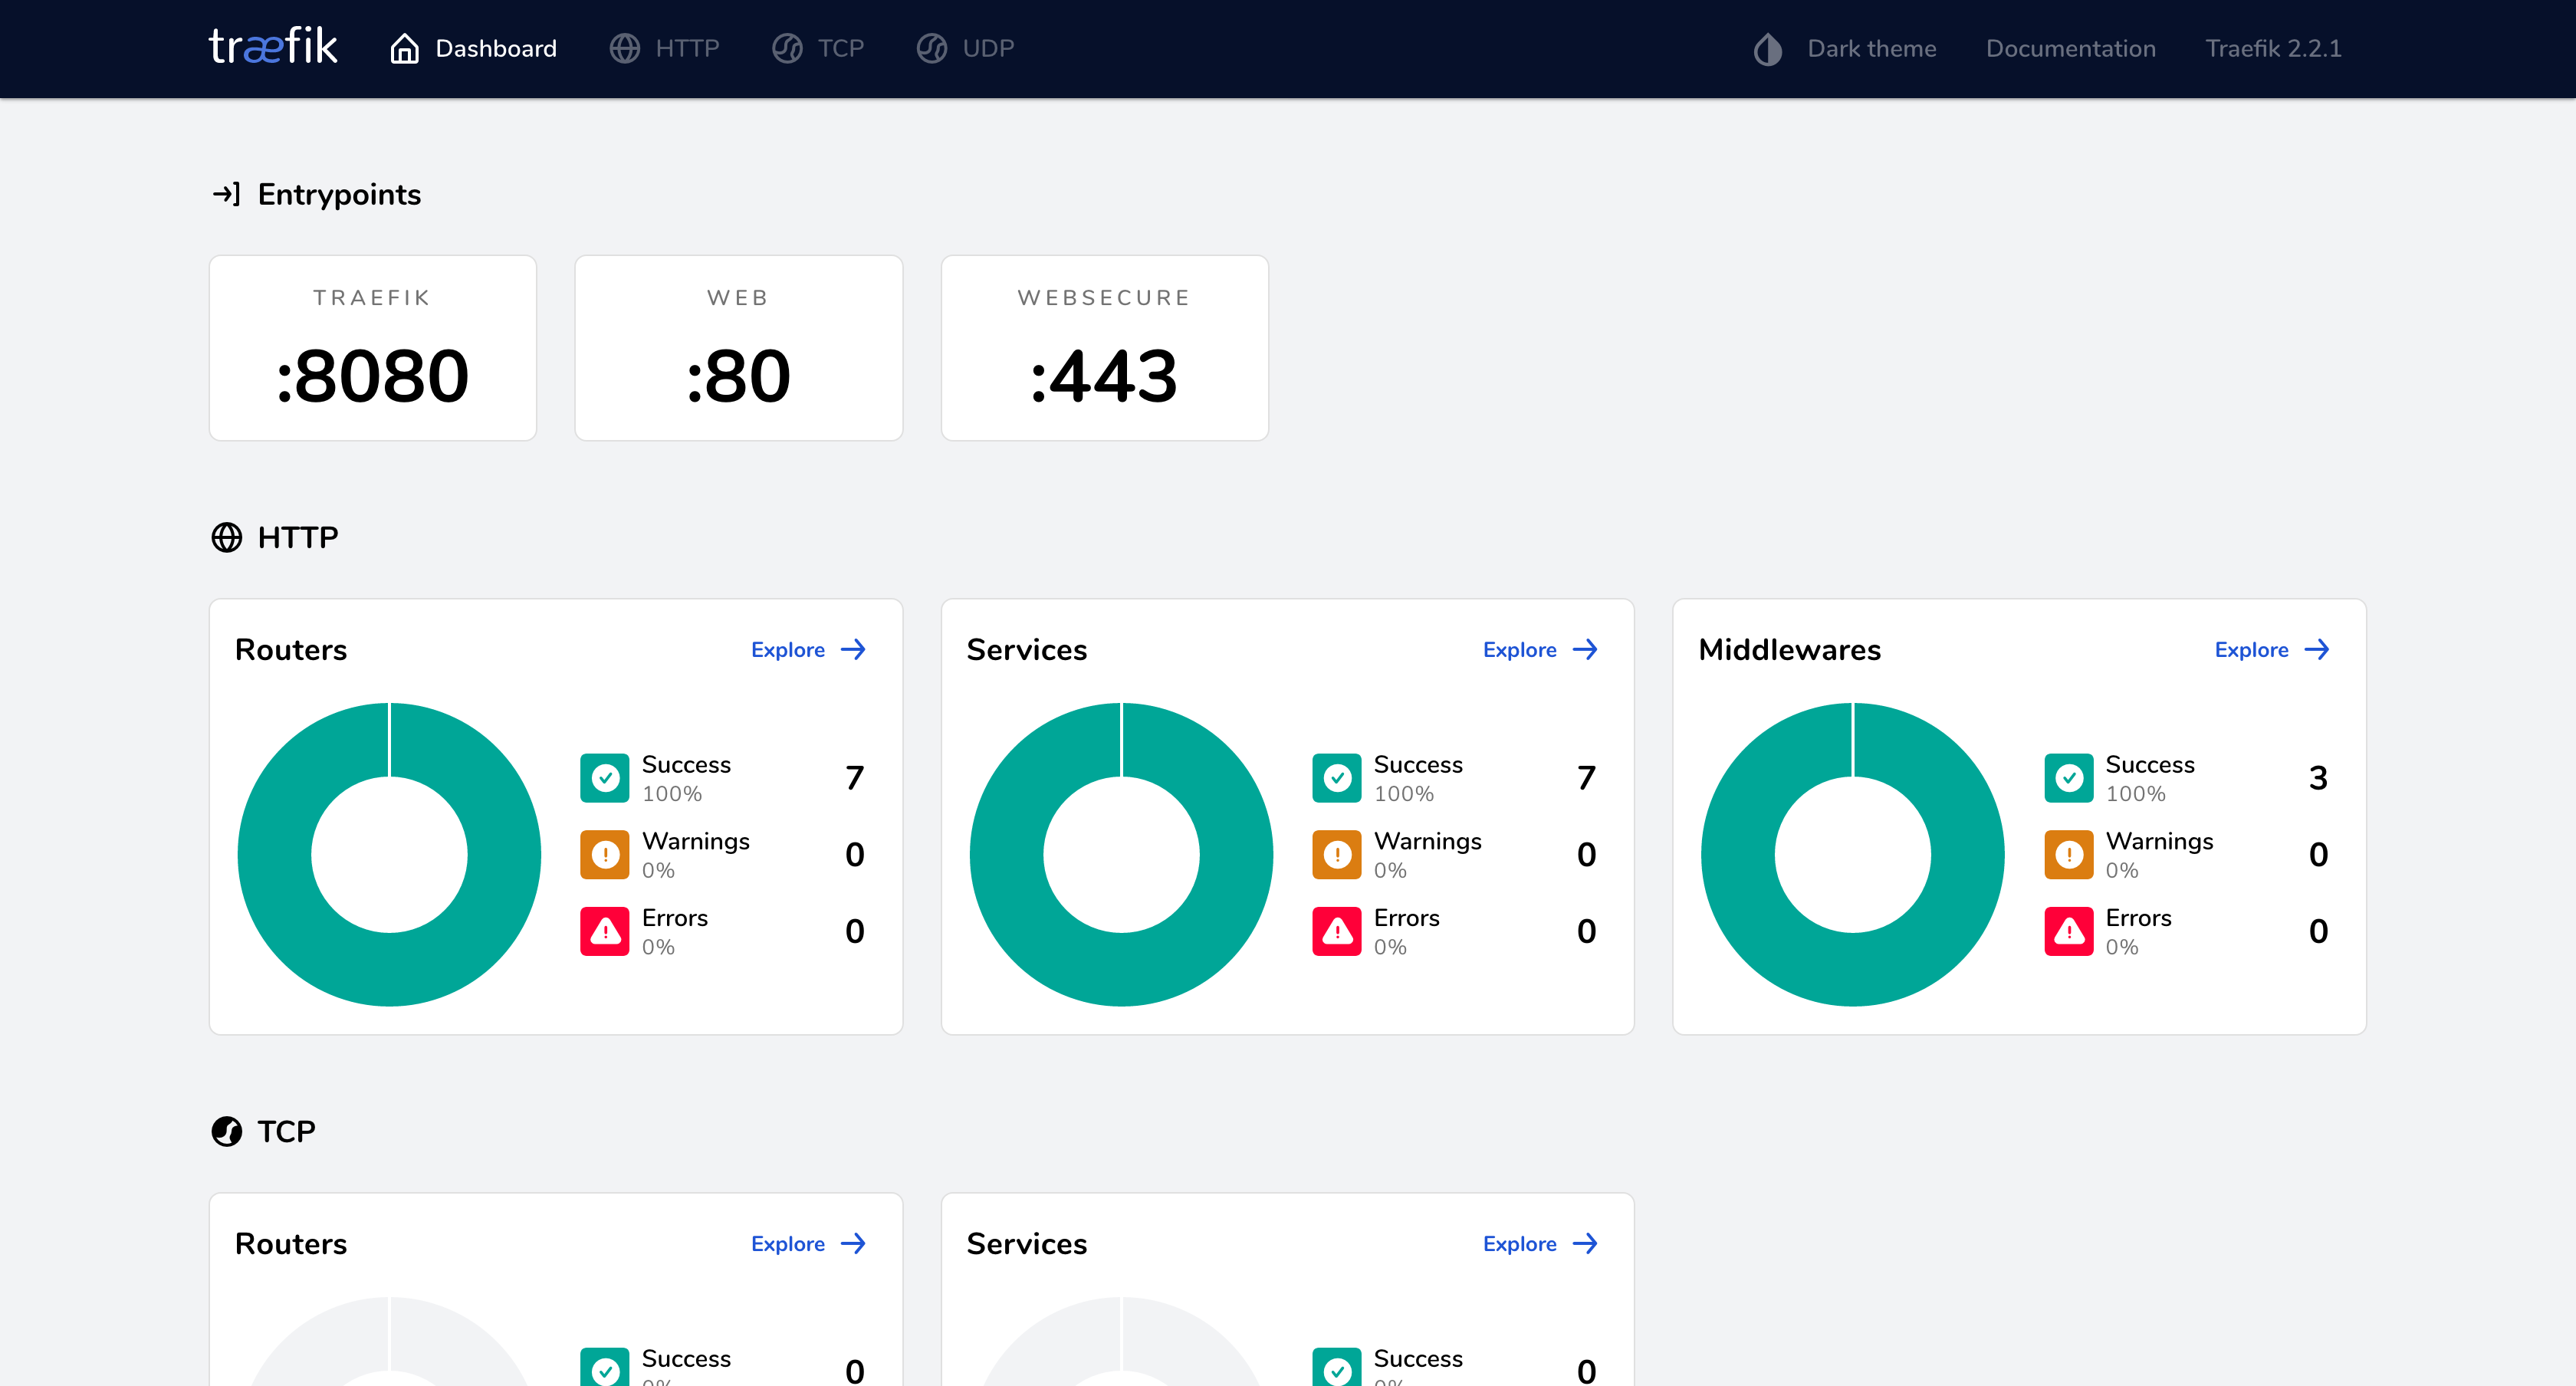 træfik Dashboard HTTP TCP UDP Dark theme Documentation Traefik 2.2.1
Entrypoints
TRAEFIK
:8080
WEB
:80
WEBSECURE
:443
HTTP
Routers Explore
Success 7
100%
Warnings 0
0%
Errors 0
0%
Services Explore
Success 7
100%
Warnings 0
0%
Errors 0
0%
Middlewares Explore
Success 3
100%
Warnings 0
0%
Errors 0
0%
TCP
Routers Explore
Success 0
0%
Services Explore
Success 0
0%